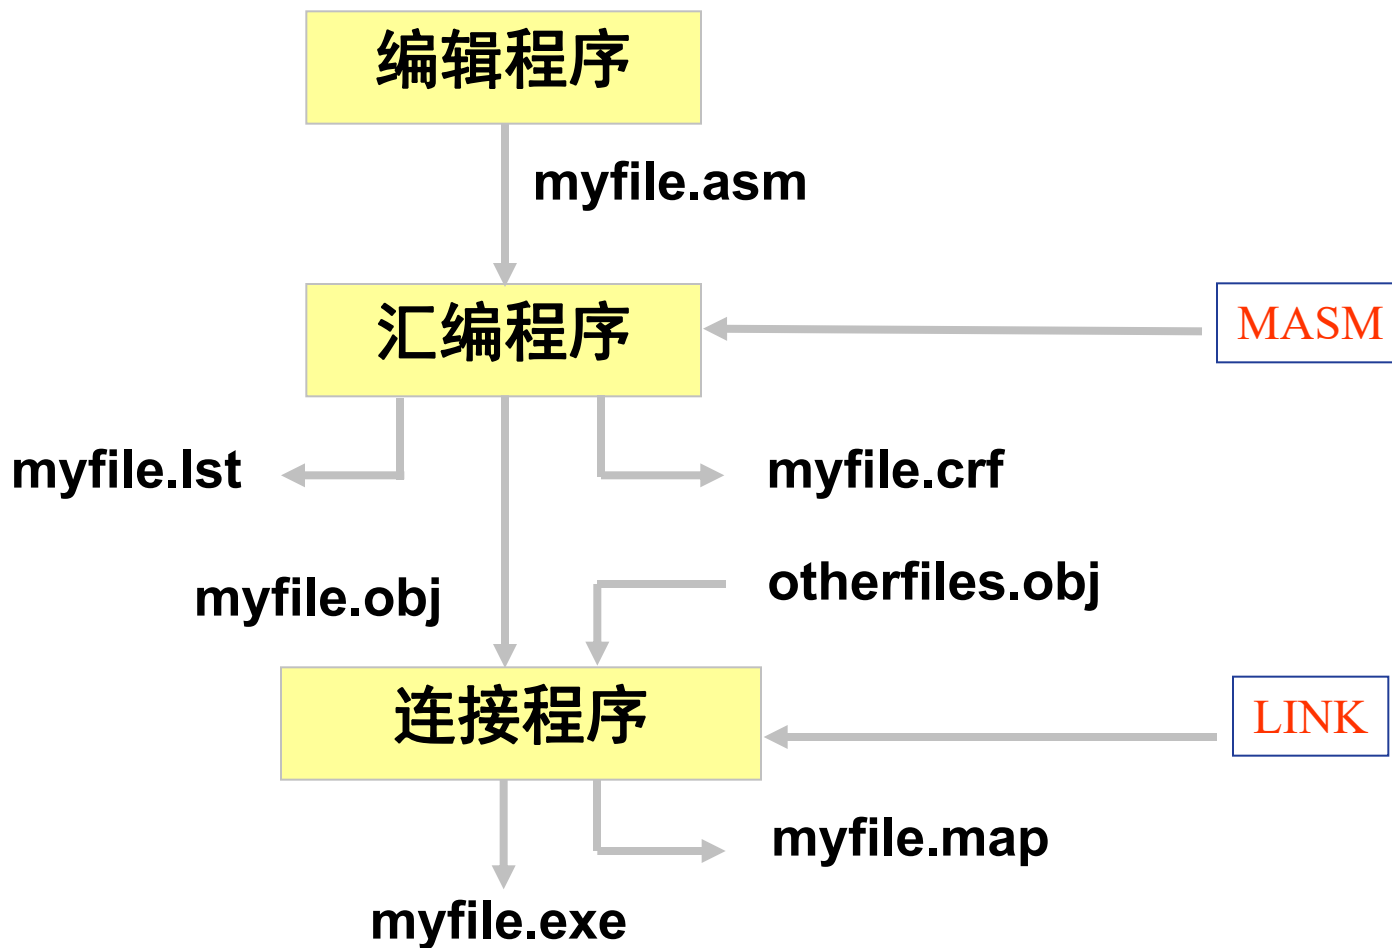 编辑程序
myfile.asm
汇编程序
MASM
myfile.lst
myfile.crf
myfile.obj
otherfiles.obj
连接程序
LINK
myfile.map
myfile.exe